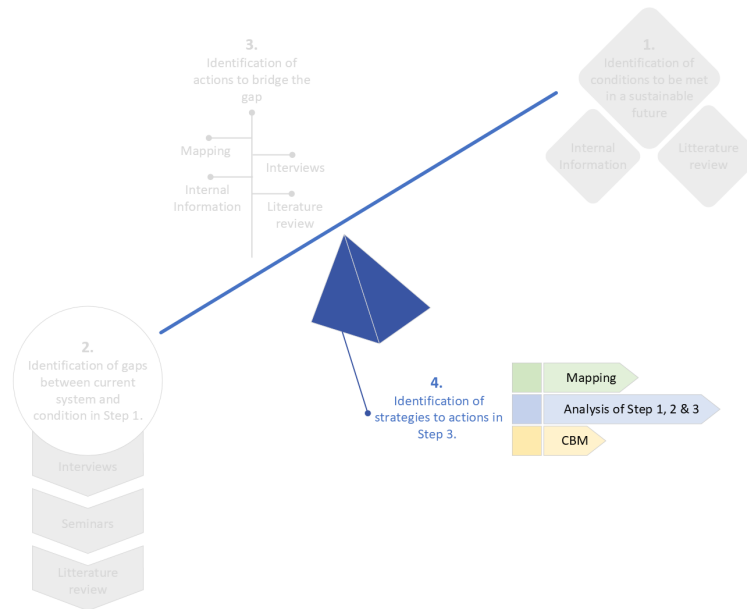 3.
Identification of
actions to bridge the
gap
Mapping
Interviews
Internal
Information
Literature
review
1.
Identification of
conditions to be met
in a sustainable
future
Internal
Information
Litterature
review
2.
Identification of gaps
between current
system and
condition in Step 1.
Interviews
Seminars
Litterature
review
4.
Identification of
strategies to actions in
Step 3.
Mapping
Analysis of Step 1, 2 & 3
CBM